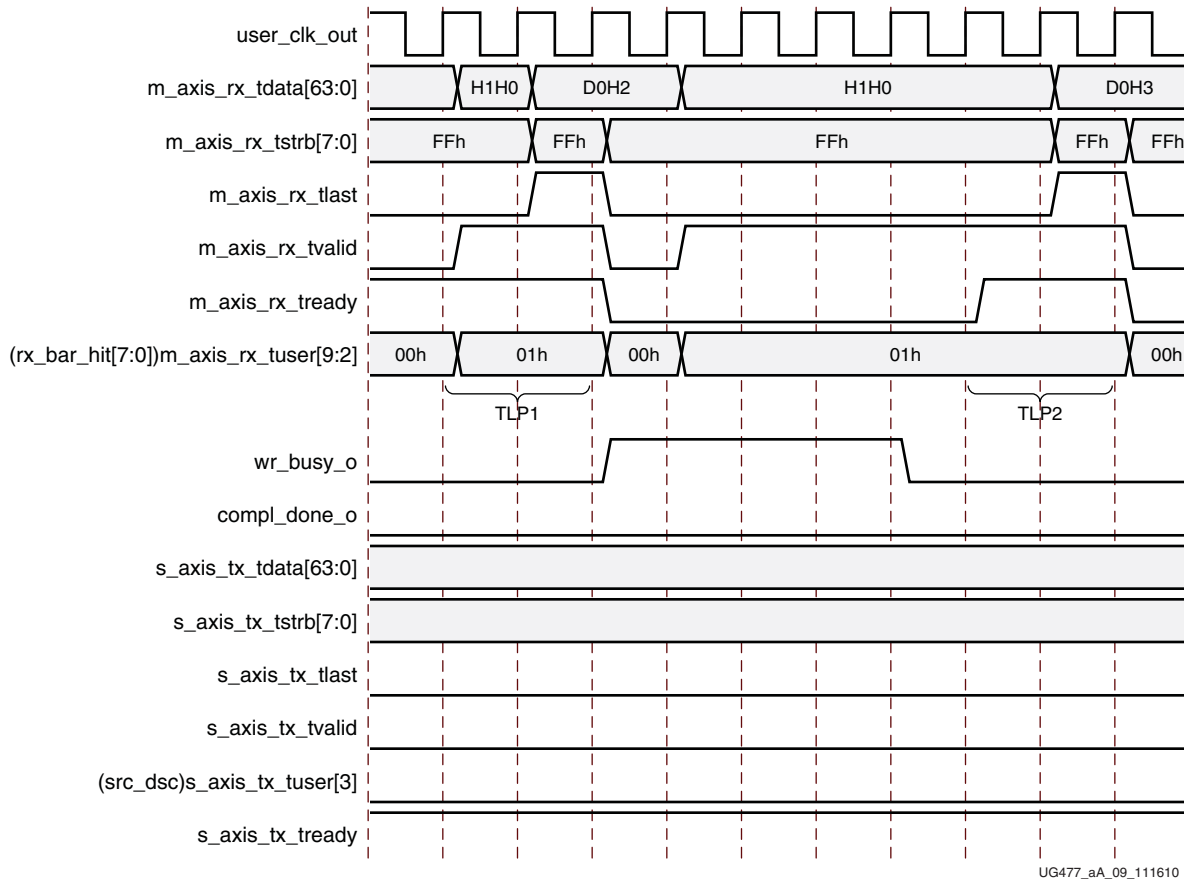 user_clk_out
m_axis_rx_tdata[63:0] H1H0 D0H2 H1H0 D0H3
m_axis_rx_tstrb[7:0] FFh FFh FFh FFh FFh
m_axis_rx_tlast
m_axis_rx_tvalid
m_axis_rx_tready
(rx_bar_hit[7:0])m_axis_rx_tuser[9:2] 00h 01h 00h 01h 00h
TLP1 TLP2
wr_busy_o
compl_done_o
s_axis_tx_tdata[63:0]
s_axis_tx_tstrb[7:0]
s_axis_tx_tlast
s_axis_tx_tvalid
(src_dsc)s_axis_tx_tuser[3]
s_axis_tx_tready
UG477_aA_09_111610